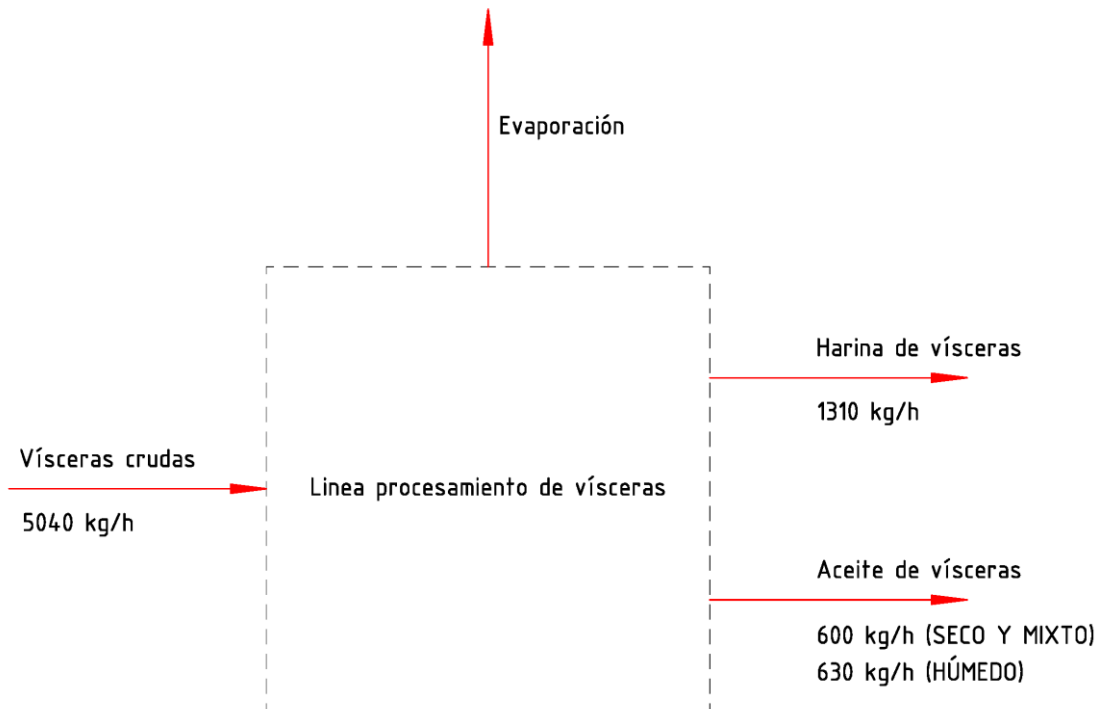 Evaporación
Harina de vísceras
1310 kg/h
Vísceras crudas
5040 kg/h
Linea procesamiento de vísceras
Aceite de vísceras
600 kg/h (SECO Y MIXTO)
630 kg/h (HÚMEDO)